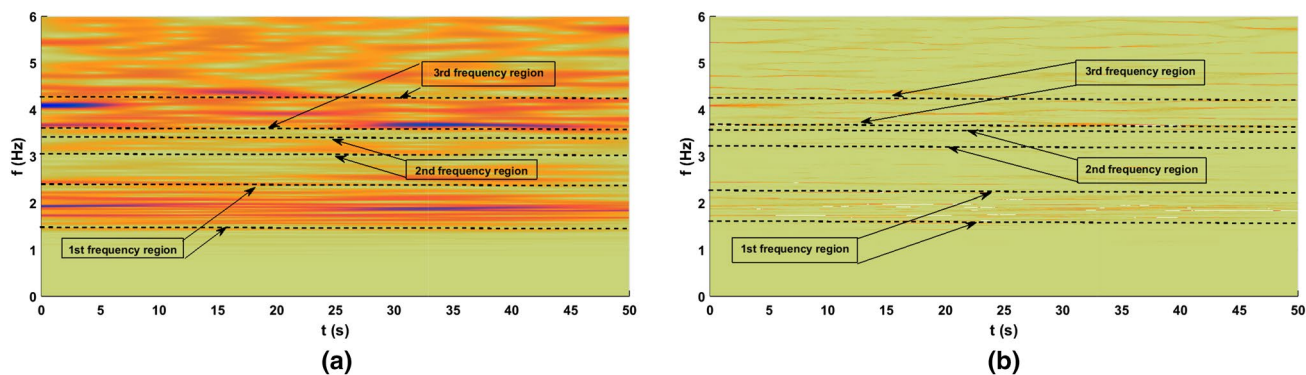 6
5
4
3
2
1
0
f (Hz)
3rd frequency region
2nd frequency region
1st frequency region
0 5 10 15 20 25 30 35 40 45 50
t (s)
(a)
6
5
4
3
2
1
0
f (Hz)
3rd frequency region
2nd frequency region
1st frequency region
0 5 10 15 20 25 30 35 40 45 50
t (s)
(b)